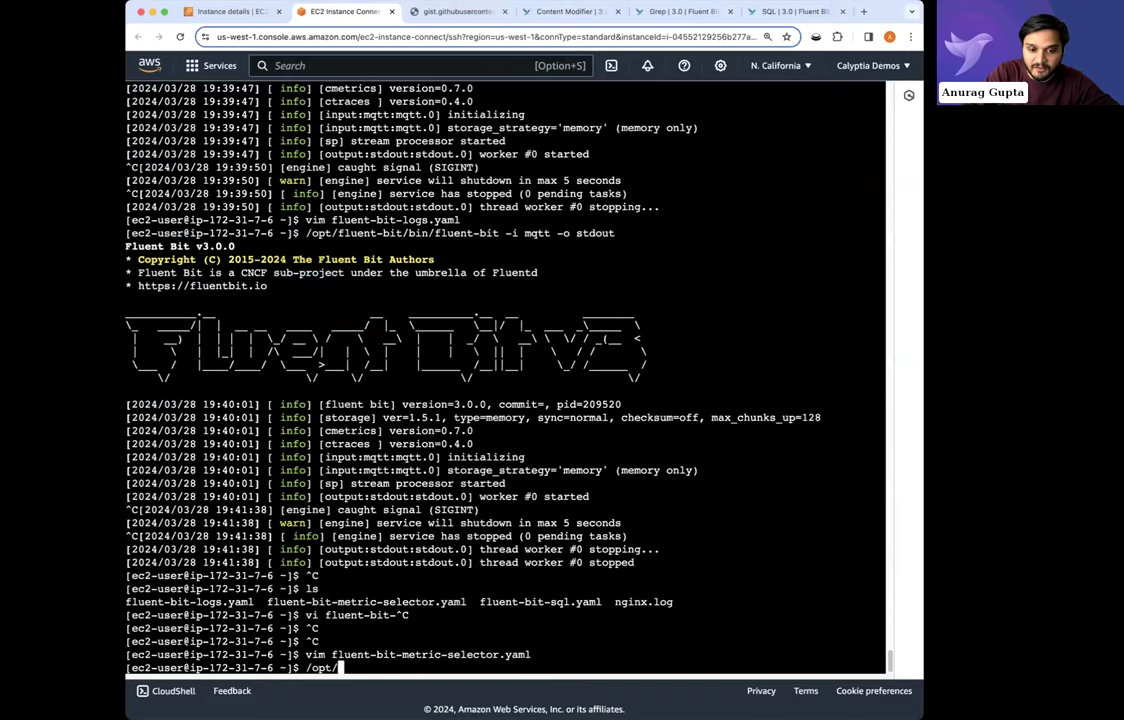 Instance details | EC2
EC2 Instance Conne
gist.githubuserconte
Content Modifier | 3.
Grep | 3.0 | Fluent Bit
SQL | 3.0 | Fluent Bit
us-west-1.console.aws.amazon.com/ec2-instance-connect/ssh?region=us-west-1&connType=standard&instanceId=i-04552129256b277a...
aws
Services
Search
[Option+S]
N. California
Calyptia Demos
Anurag Gupta
[2024/03/28 19:39:47] [ info] [cmetrics] version=0.7.0
[2024/03/28 19:39:47] [ info] [ctraces ] version=0.4.0
[2024/03/28 19:39:47] [ info] [input:mqtt:mqtt.0] initializing
[2024/03/28 19:39:47] [ info] [input:mqtt:mqtt.0] storage_strategy='memory' (memory only)
[2024/03/28 19:39:47] [ info] [sp] stream processor started
[2024/03/28 19:39:47] [ info] [output:stdout:stdout.0] worker #0 started
^C[2024/03/28 19:39:50] [engine] caught signal (SIGINT)
[2024/03/28 19:39:50] [ warn] [engine] service will shutdown in max 5 seconds
^C[2024/03/28 19:39:50] [ info] [engine] service has stopped (0 pending tasks)
[2024/03/28 19:39:50] [ info] [output:stdout:stdout.0] thread worker #0 stopping...
[ec2-user@ip-172-31-7-6 ~]$ vim fluent-bit-logs.yaml
[ec2-user@ip-172-31-7-6 ~]$ /opt/fluent-bit/bin/fluent-bit -i mqtt -o stdout
Fluent Bit v3.0.0
* Copyright (C) 2015-2024 The Fluent Bit Authors
* Fluent Bit is a CNCF sub-project under the umbrella of Fluentd
* https://fluentbit.io
Fluent Bit v3
[2024/03/28 19:40:01] [ info] [fluent bit] version=3.0.0, commit=, pid=209520
[2024/03/28 19:40:01] [ info] [storage] ver=1.5.1, type=memory, sync=normal, checksum=off, max_chunks_up=128
[2024/03/28 19:40:01] [ info] [cmetrics] version=0.7.0
[2024/03/28 19:40:01] [ info] [ctraces ] version=0.4.0
[2024/03/28 19:40:01] [ info] [input:mqtt:mqtt.0] initializing
[2024/03/28 19:40:01] [ info] [input:mqtt:mqtt.0] storage_strategy='memory' (memory only)
[2024/03/28 19:40:01] [ info] [sp] stream processor started
[2024/03/28 19:40:01] [ info] [output:stdout:stdout.0] worker #0 started
^C[2024/03/28 19:41:38] [engine] caught signal (SIGINT)
[2024/03/28 19:41:38] [ warn] [engine] service will shutdown in max 5 seconds
^C[2024/03/28 19:41:38] [ info] [engine] service has stopped (0 pending tasks)
[2024/03/28 19:41:38] [ info] [output:stdout:stdout.0] thread worker #0 stopping...
[2024/03/28 19:41:38] [ info] [output:stdout:stdout.0] thread worker #0 stopped
[ec2-user@ip-172-31-7-6 ~]$ ^C
[ec2-user@ip-172-31-7-6 ~]$ ls
fluent-bit-logs.yaml fluent-bit-metric-selector.yaml fluent-bit-sql.yaml nginx.log
[ec2-user@ip-172-31-7-6 ~]$ vi fluent-bit-^C
[ec2-user@ip-172-31-7-6 ~]$ ^C
[ec2-user@ip-172-31-7-6 ~]$ ^C
[ec2-user@ip-172-31-7-6 ~]$ vim fluent-bit-metric-selector.yaml
[ec2-user@ip-172-31-7-6 ~]$ /opt/
CloudShell
Feedback
Privacy
Terms
Cookie preferences
© 2024, Amazon Web Services, Inc. or its affiliates.